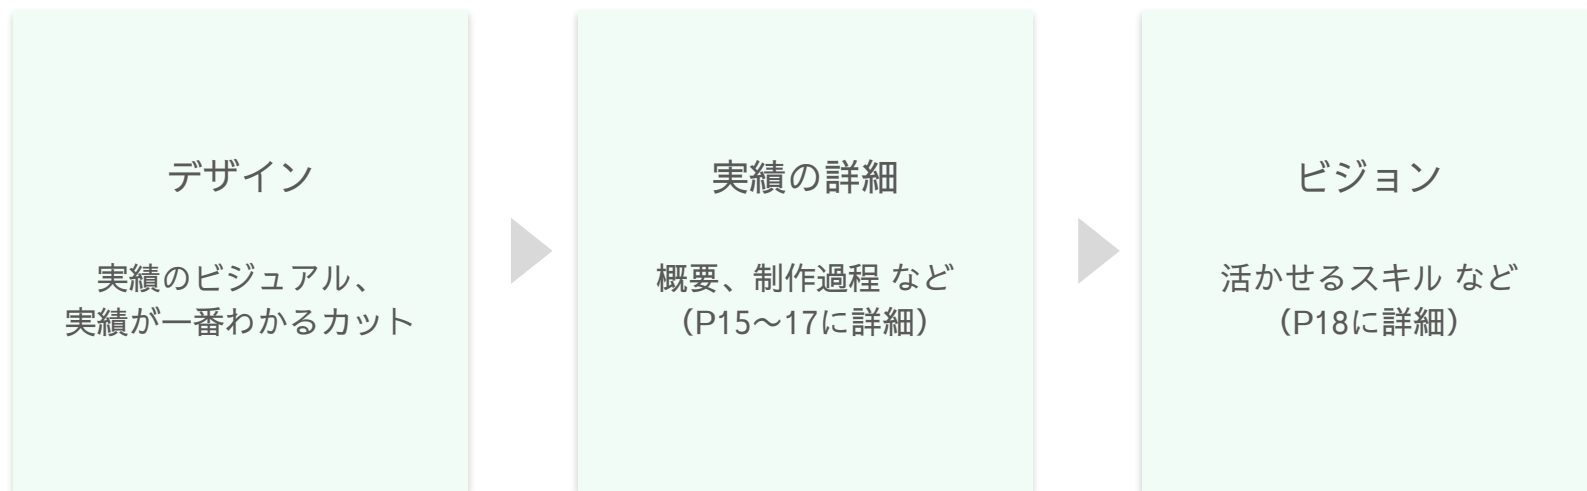 デザイン
実績のビジュアル、
実績が一番わかるカット
実績の詳細
概要、制作過程 など
（P15〜17に詳細）
ビジョン
活かせるスキル など
（P18に詳細）